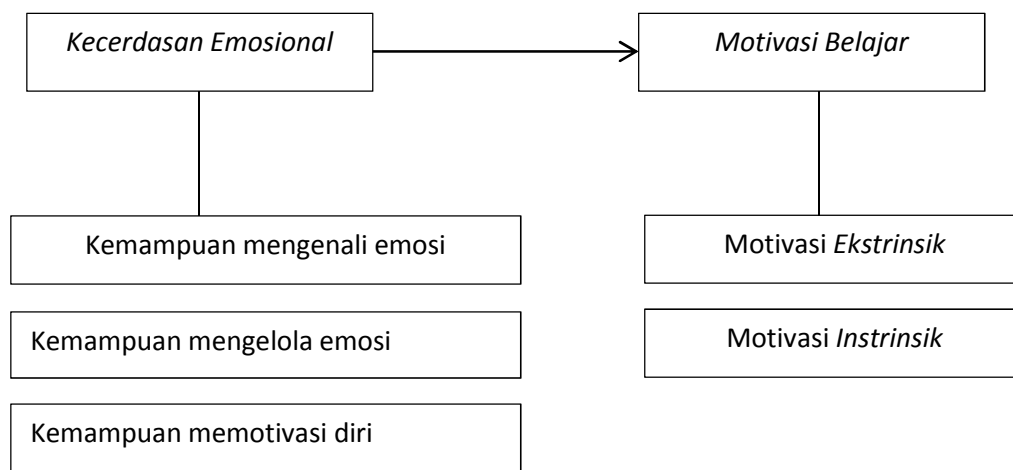 Kecerdasan Emosional
Motivasi Belajar
Kemampuan mengenali emosi
Motivasi Ekstrinsik
Kemampuan mengelola emosi
Motivasi Instrinsik
Kemampuan memotivasi diri